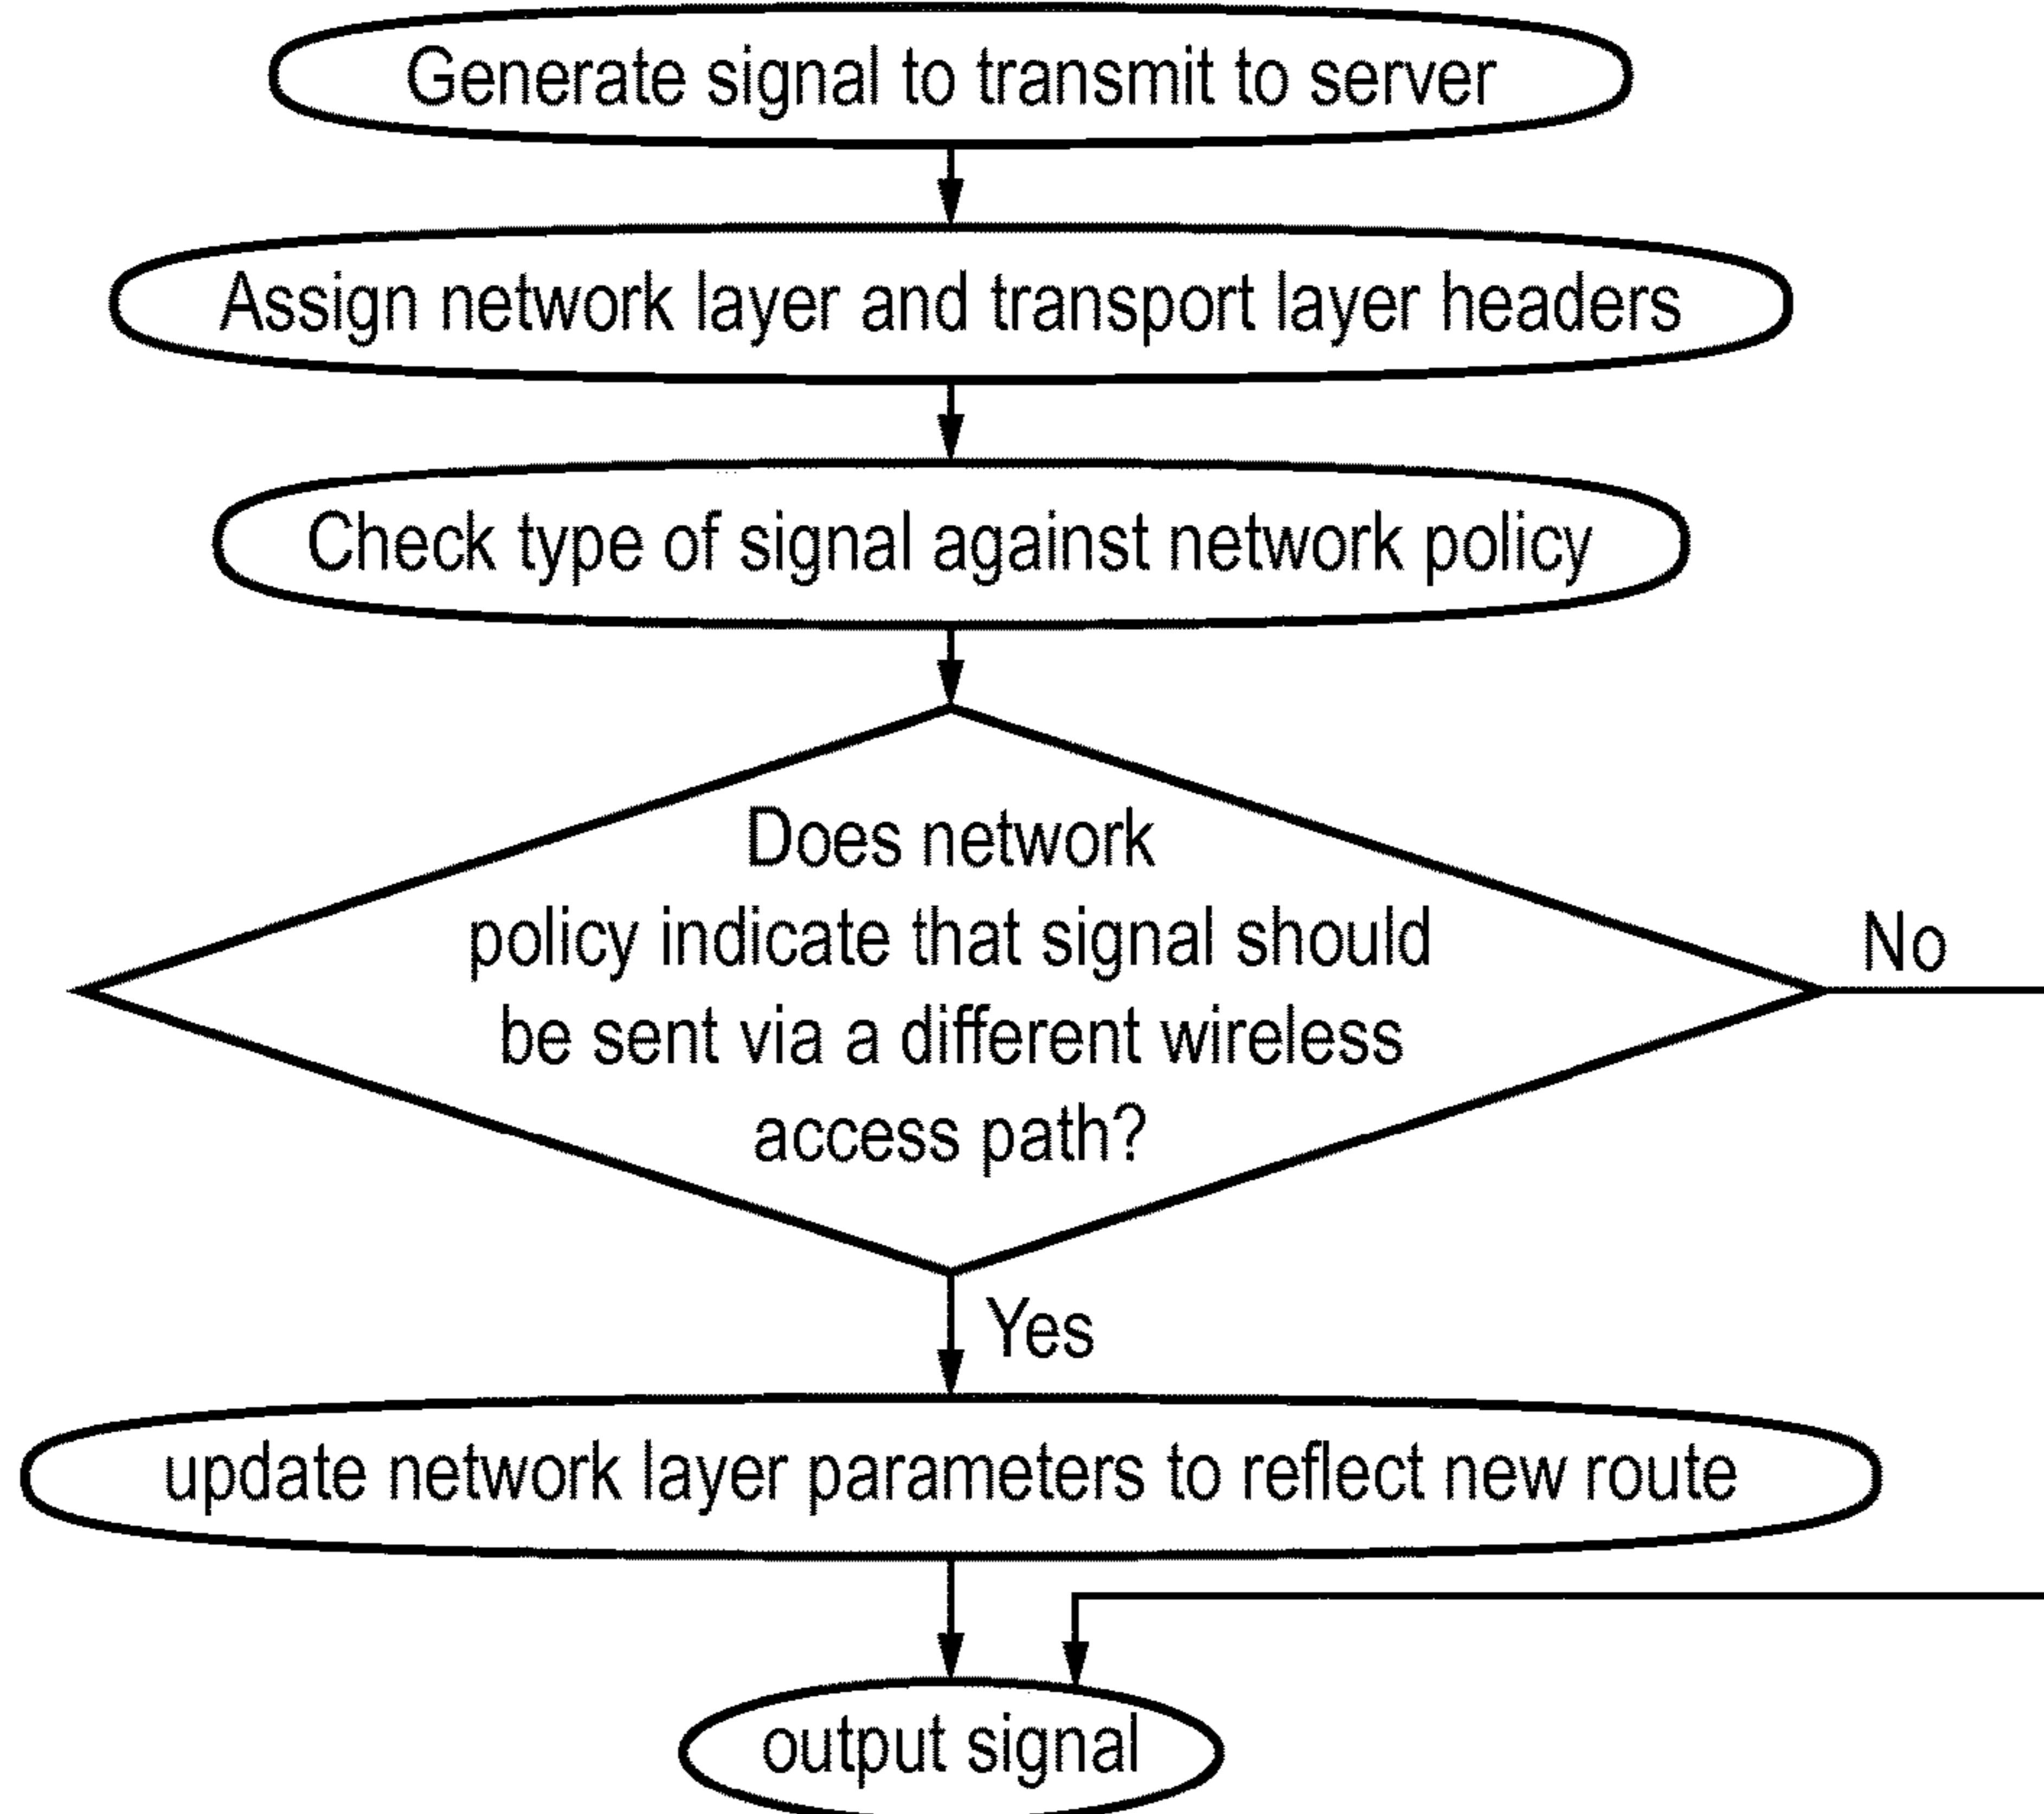 Generate signal to transmit to server
Assign network layer and transport layer headers
Check type of signal against network policy
Does network
policy indicate that signal should
be sent via a different wireless
access path?
No
Yes
update network layer parameters to reflect new route
output signal